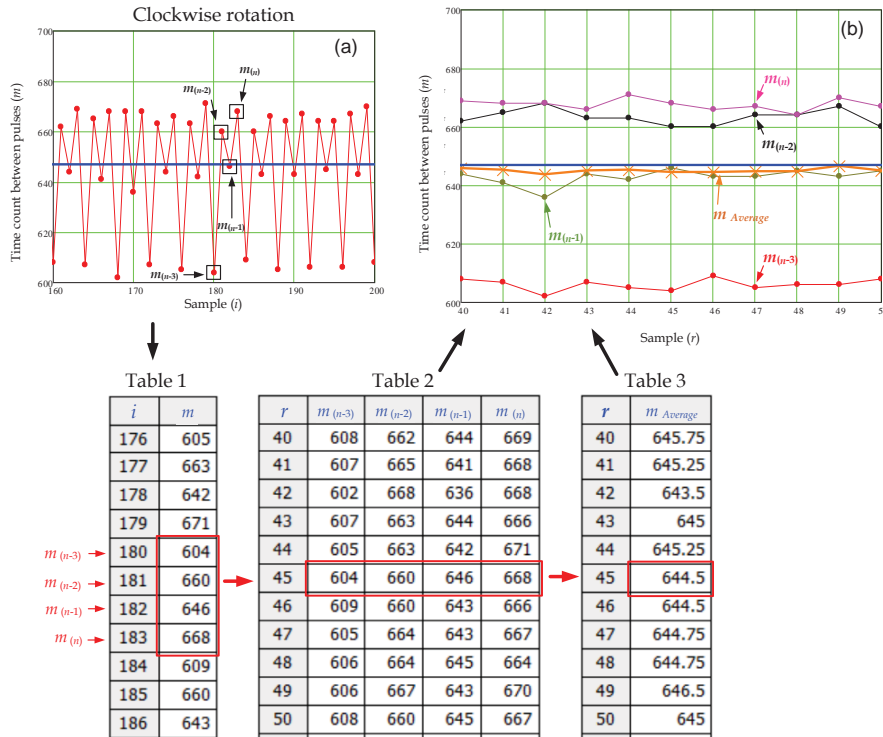 Clockwise rotation
(a)
700
680
660
640
620
600
160
170
180
190
200
Time count between pulses (m)
Sample (i)
m(n-2)
m(n)
m(n-1)
m(n-3)
(b)
700
680
660
640
620
600
40
41
42
43
44
45
46
47
48
49
5
Time count between pulses (m)
Sample (r)
m(n)
m(n-2)
m Average
m(n-1)
m(n-3)
Table 1
i m
176 605
177 663
178 642
179 671
m (n-3) 180 604
m (n-2) 181 660
m (n-1) 182 646
m (n) 183 668
184 609
185 660
186 643
Table 2
r m (n-3) m (n-2) m (n-1) m (n)
40 608 662 644 669
41 607 665 641 668
42 602 668 636 668
43 607 663 644 666
44 605 663 642 671
45 604 660 646 668
46 609 660 643 666
47 605 664 643 667
48 606 664 645 664
49 606 667 643 670
50 608 660 645 667
Table 3
r m Average
40 645.75
41 645.25
42 643.5
43 645
44 645.25
45 644.5
46 644.5
47 644.75
48 644.75
49 646.5
50 645